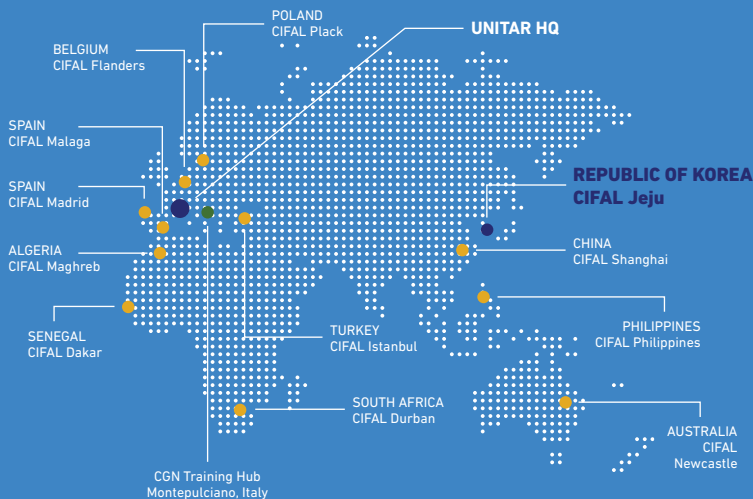 POLAND
CIFAL Plack
UNITAR HQ
BELGIUM
CIFAL Flanders
SPAIN
CIFAL Malaga
SPAIN
CIFAL Madrid
REPUBLIC OF KOREA
CIFAL Jeju
ALGERIA
CIFAL Maghreb
CHINA
CIFAL Shanghai
SENEGAL
CIFAL Dakar
TURKEY
CIFAL Istanbul
PHILIPPINES
CIFAL Philippines
SOUTH AFRICA
CIFAL Durban
AUSTRALIA
CIFAL
Newcastle
CGN Training Hub
Montepulciano, Italy